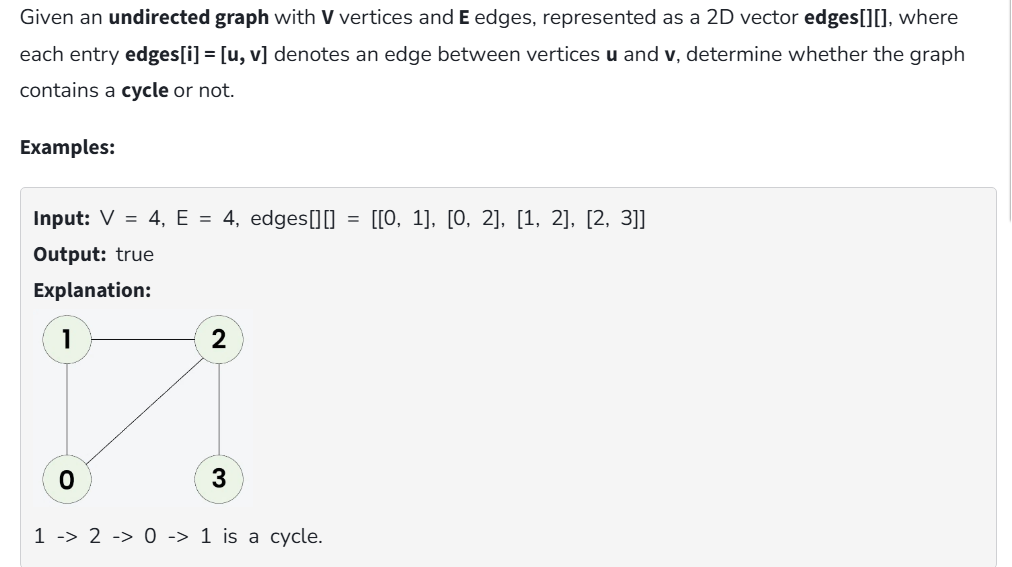 Given an undirected graph with V vertices and E edges, represented as a 2D vector edges[][], where
each entry edges[i] = [u, v] denotes an edge between vertices u and v, determine whether the graph
contains a cycle or not.
Examples:
Input: V = 4, E = 4, edges[][] = [[0, 1], [0, 2], [1, 2], [2, 3]]
Output: true
Explanation:
1 2
0 3
1 -> 2 -> 0 -> 1 is a cycle.